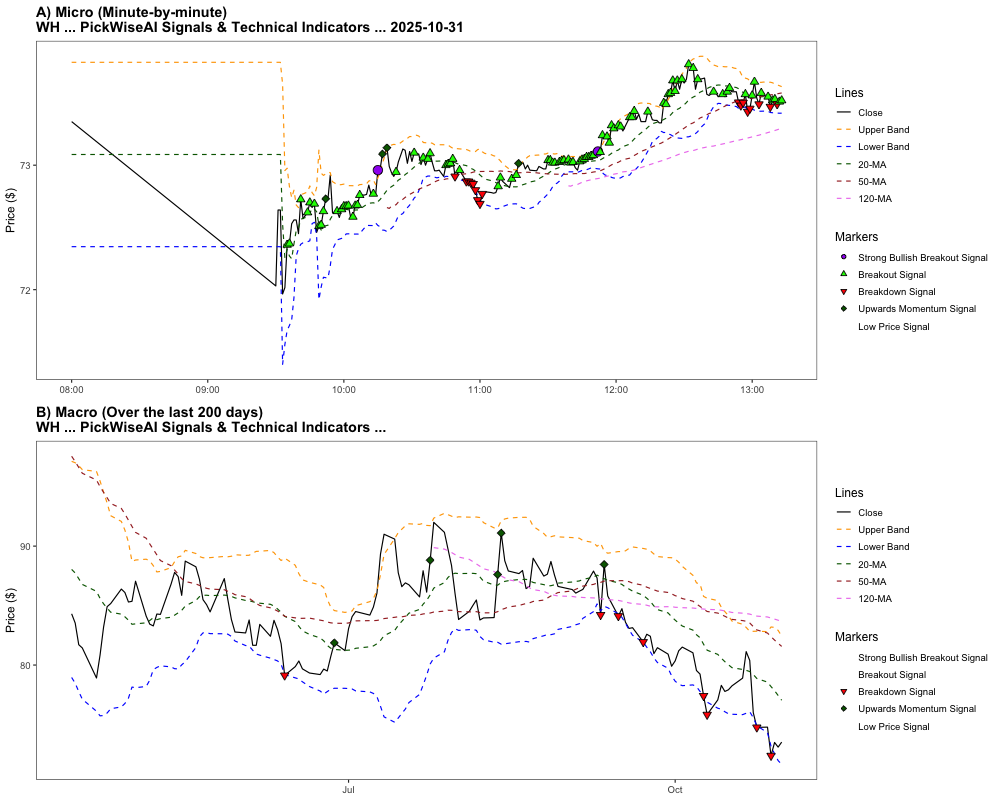 A) Micro (Minute-by-minute)
WH ... PickWiseAI Signals & Technical Indicators ... 2025-10-31
Price ($)
73
72
08:00
09:00
10:00
11:00
12:00
13:00
Lines
Close
Upper Band
Lower Band
20-MA
50-MA
120-MA
Markers
Strong Bullish Breakout Signal
Breakout Signal
Breakdown Signal
Upwards Momentum Signal
Low Price Signal
B) Macro (Over the last 200 days)
WH ... PickWiseAI Signals & Technical Indicators ...
Price ($)
90
80
Jul
Oct
Lines
Close
Upper Band
Lower Band
20-MA
50-MA
120-MA
Markers
Strong Bullish Breakout Signal
Breakout Signal
Breakdown Signal
Upwards Momentum Signal
Low Price Signal